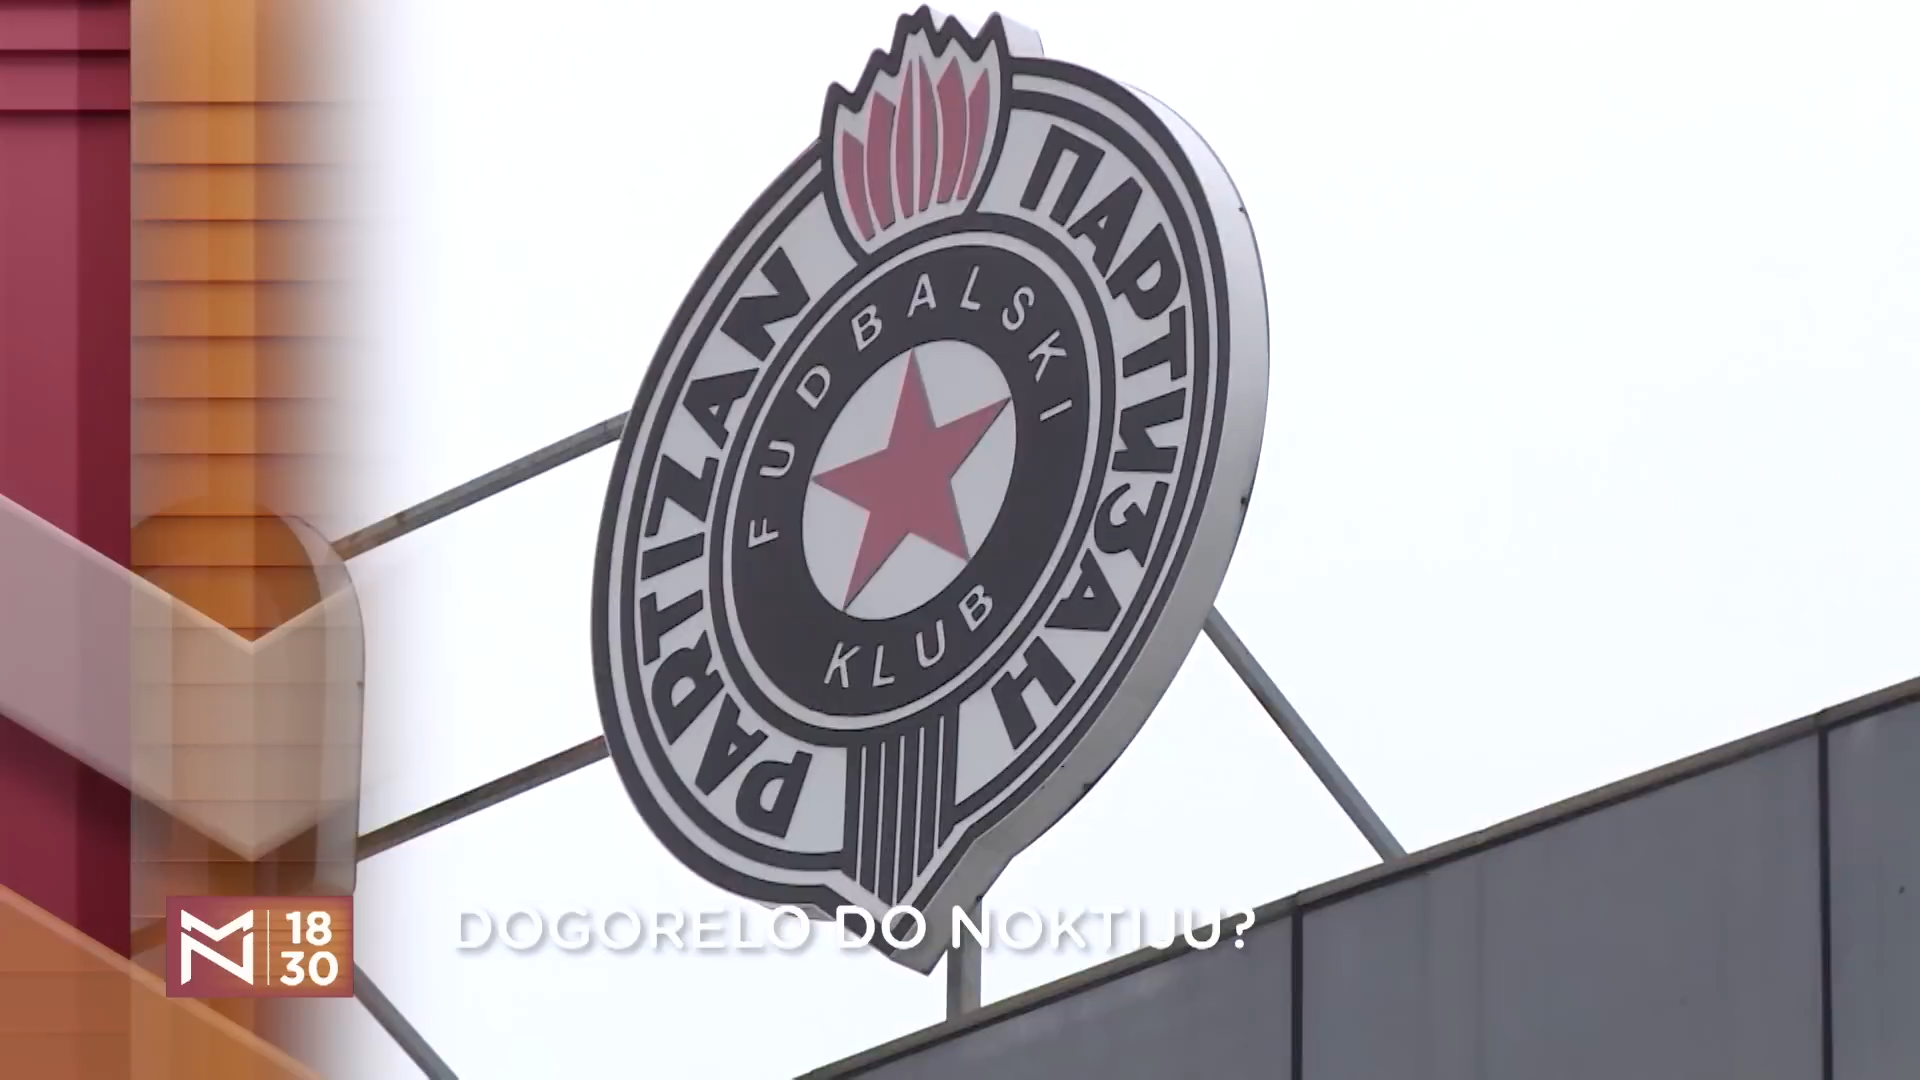 PARTIZAN
ПАРТИЗАН
FUDBALSKI
KLUB
DOGORELO DO NOKTIJU?
18
30